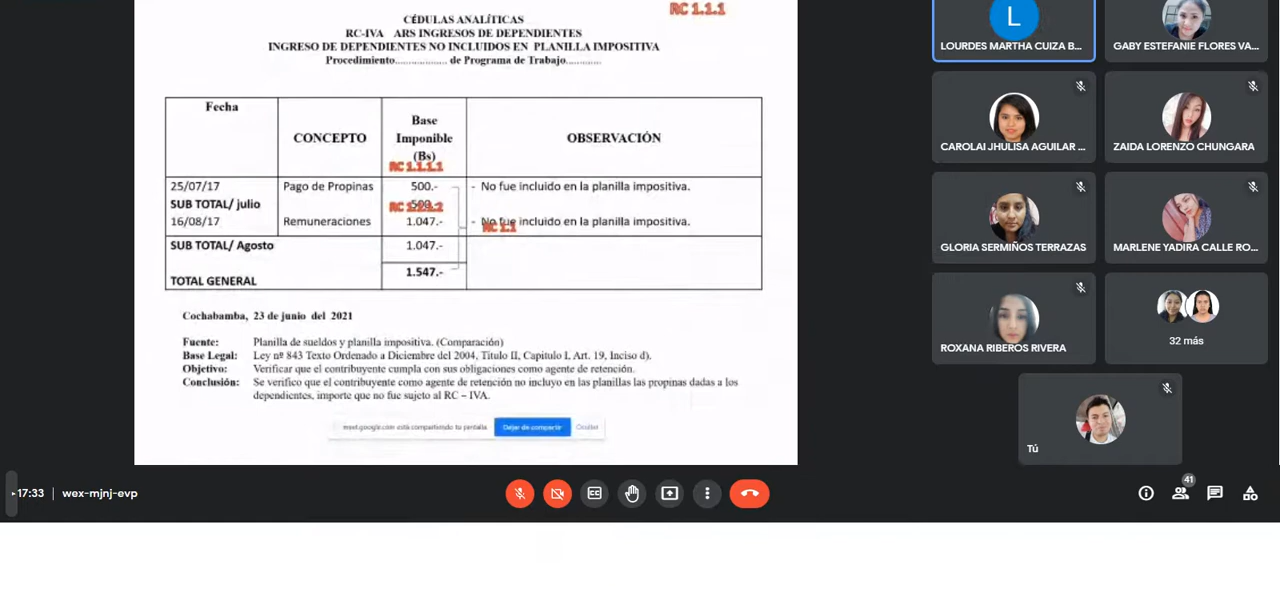 RC 1.1.1
CÉDULAS ANALÍTICAS
RC-IVA ARS INGRESOS DE DEPENDIENTES
INGRESO DE DEPENDIENTES NO INCLUIDOS EN PLANILLA IMPOSITIVA
Procedimiento.................. de Programa de Trabajo............
Fecha
CONCEPTO
Base
Imponible
(Bs)
OBSERVACIÓN
RC 1.1.1.1
25/07/17 Pago de Propinas 500.- - No fue incluido en la planilla impositiva.
SUB TOTAL/ julio 500.-
RC 1.1.1.2
16/08/17 Remuneraciones 1.047.- - No fue incluido en la planilla impositiva.
RC 1.1
SUB TOTAL/ Agosto 1.047.-
1.547.-
TOTAL GENERAL
Cochabamba, 23 de junio del 2021
Fuente: Planilla de sueldos y planilla impositiva. (Comparación)
Base Legal: Ley nº 843 Texto Ordenado a Diciembre del 2004, Titulo II, Capitulo I, Art. 19, Inciso d).
Objetivo: Verificar que el contribuyente cumpla con sus obligaciones como agente de retención.
Conclusión: Se verifico que el contribuyente como agente de retención no incluyo en las planillas las propinas dadas a los
dependientes, importe que no fue sujeto al RC – IVA.
meet.google.com está compartiendo tu pantalla. Dejar de compartir Ocultar
L
LOURDES MARTHA CUIZA B...
GABY ESTEFANIE FLORES VA...
CAROLAI JHULISA AGUILAR ...
ZAIDA LORENZO CHUNGARA
GLORIA SERMIÑOS TERRAZAS
MARLENE YADIRA CALLE RO...
ROXANA RIBEROS RIVERA
32 más
Tú
17:33 | wex-mjnj-evp
41